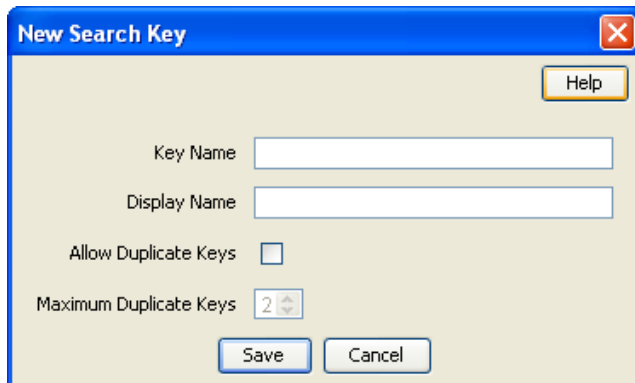 New Search Key
Help
Key Name
Display Name
Allow Duplicate Keys
Maximum Duplicate Keys 2
Save Cancel